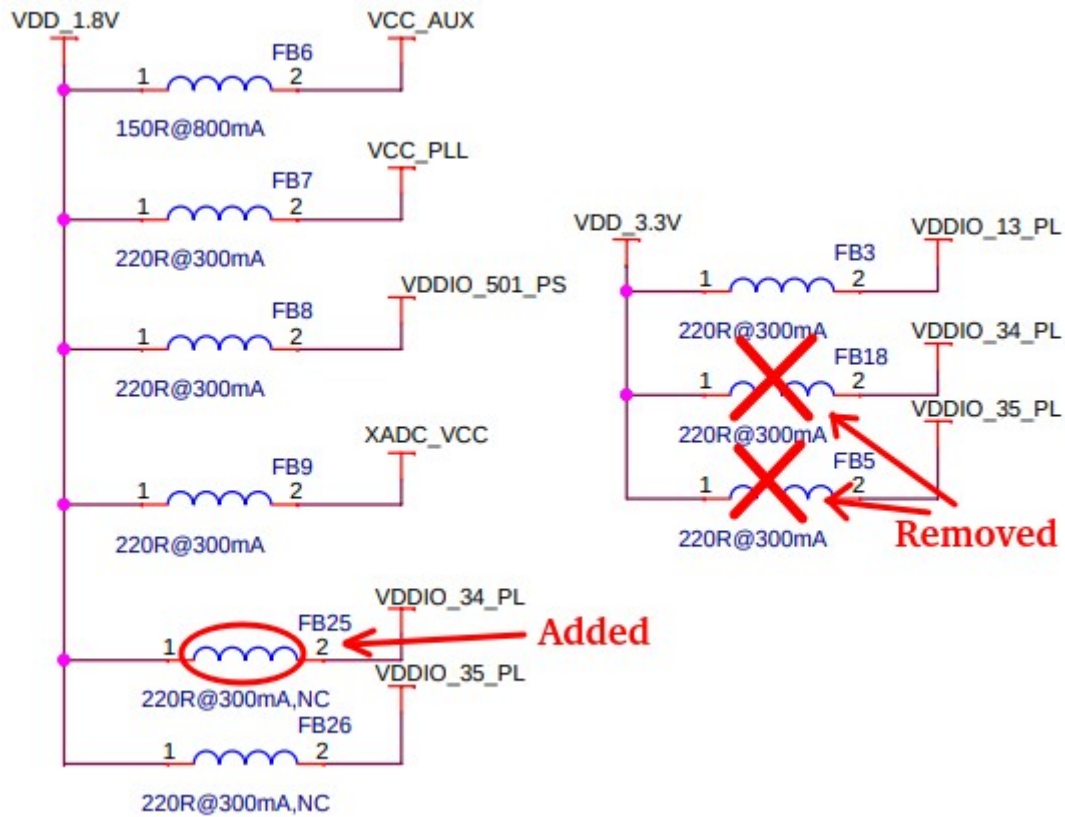 VDD_1.8V
VCC_AUX
FB6
1 2
150R@800mA
VCC_PLL
FB7
1 2
220R@300mA
VDDIO_501_PS
FB8
1 2
220R@300mA
XADC_VCC
FB9
1 2
220R@300mA
VDDIO_34_PL
FB25
1 2
Added
220R@300mA,NC
VDDIO_35_PL
FB26
1 2
220R@300mA,NC
VDD_3.3V
VDDIO_13_PL
FB3
1 2
220R@300mA
VDDIO_34_PL
FB18
1 2
220R@300mA
VDDIO_35_PL
FB5
1 2
220R@300mA
Removed